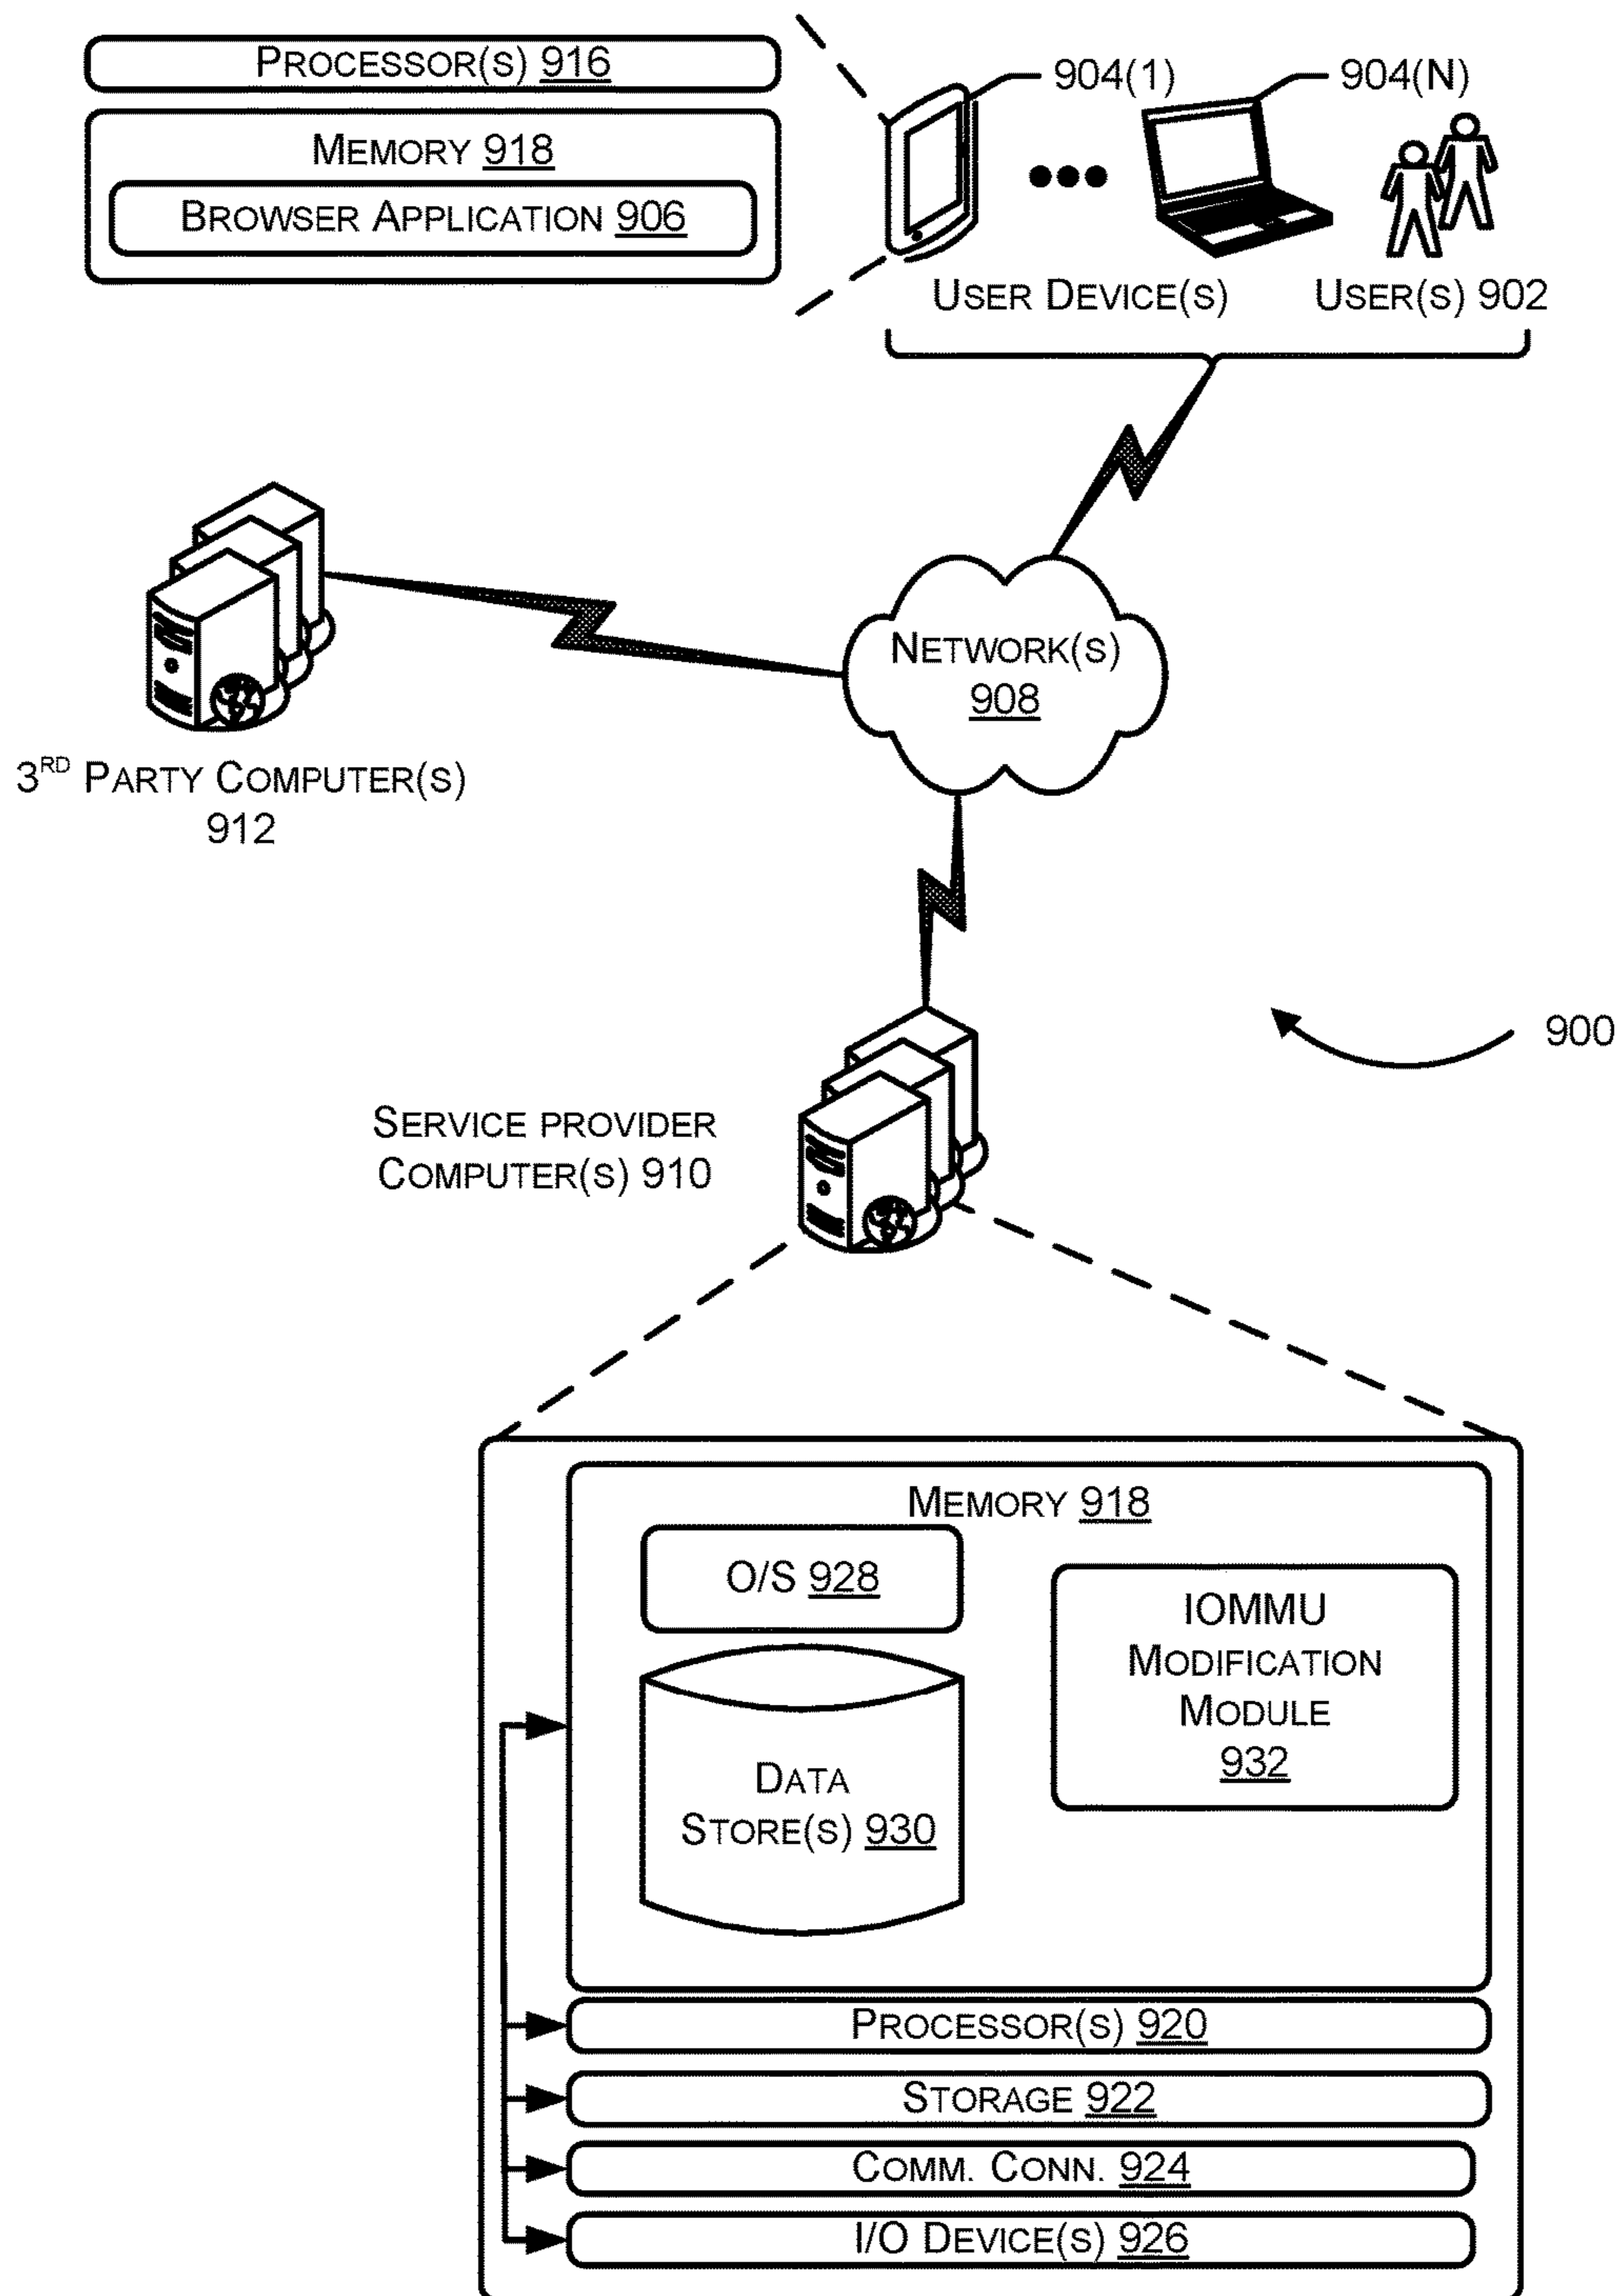 PROCESSOR(S) 916
MEMORY 918
BROWSER APPLICATION 906
904(1)
904(N)
USER DEVICE(S)
USER(S) 902
NETWORK(S)
908
3RD PARTY COMPUTER(S)
912
900
SERVICE PROVIDER
COMPUTER(S) 910
MEMORY 918
O/S 928
IOMMU
MODIFICATION
MODULE
932
DATA
STORE(S) 930
PROCESSOR(S) 920
STORAGE 922
COMM. CONN. 924
I/O DEVICE(S) 926